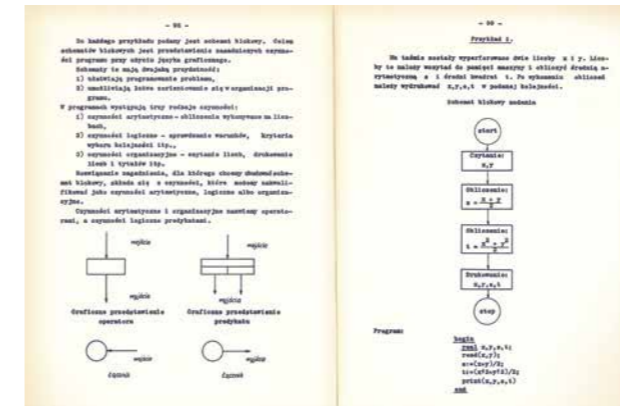 - 98 -
Do każdego przykładu podany jest schemat blokowy. Celem
schematów blokowych jest przedstawienie zasadniczych czynnoś-
ci programu przy użyciu języka graficznego.
Schematy te mają dwojaką przydatność:
1) ułatwiają programowanie problemu,
2) umożliwiają łatwe zorientowanie się w organizacji pro-
gramu.
W programach występują trzy rodzaje czynności:
1) czynności arytmetyczne - obliczenia wykonywane na licz-
bach,
2) czynności logiczne - sprawdzanie warunków, kryteria
wyboru kolejności itp.,
3) czynności organizacyjne - czytanie liczb, drukowanie
liczb i tytułów itp.
Rozwiązanie zagadnienia, dla którego chcemy zbudować sche-
mat blokowy, składa się z czynności, które możemy zakwali-
fikować jako czynności arytmetyczne, logiczne albo organiza-
cyjne.
Czynności arytmetyczne i organizacyjne nazwiemy operato-
rami, a czynności logiczne predykatami.
wejście
wejście
wyjście
wyjścia
Graficzne przedstawienie
operatora
Graficzne przedstawienie
predykatu
wejście
wyjście
Łącznik
Łącznik
- 99 -
Przykład 1.
Na taśmie zostały wyperforowane dwie liczby x i y. Licz-
by te należy wczytać do pamięci maszyny i obliczyć średnią a-
rytmetyczną s i średni kwadrat t. Po wykonaniu obliczeń
należy wydrukować x,y,s,t w podanej kolejności.
Schemat blokowy zadania
start
Czytanie:
x,y
Obliczenie:
s = x + y / 2
Obliczenie:
t = x² + y² / 2
Drukowanie:
x,y,s,t
stop
Program:
begin
real x,y,s,t;
read(x,y);
s:=(x+y)/2;
t:=(x↑2+y↑2)/2;
print(x,y,s,t)
end